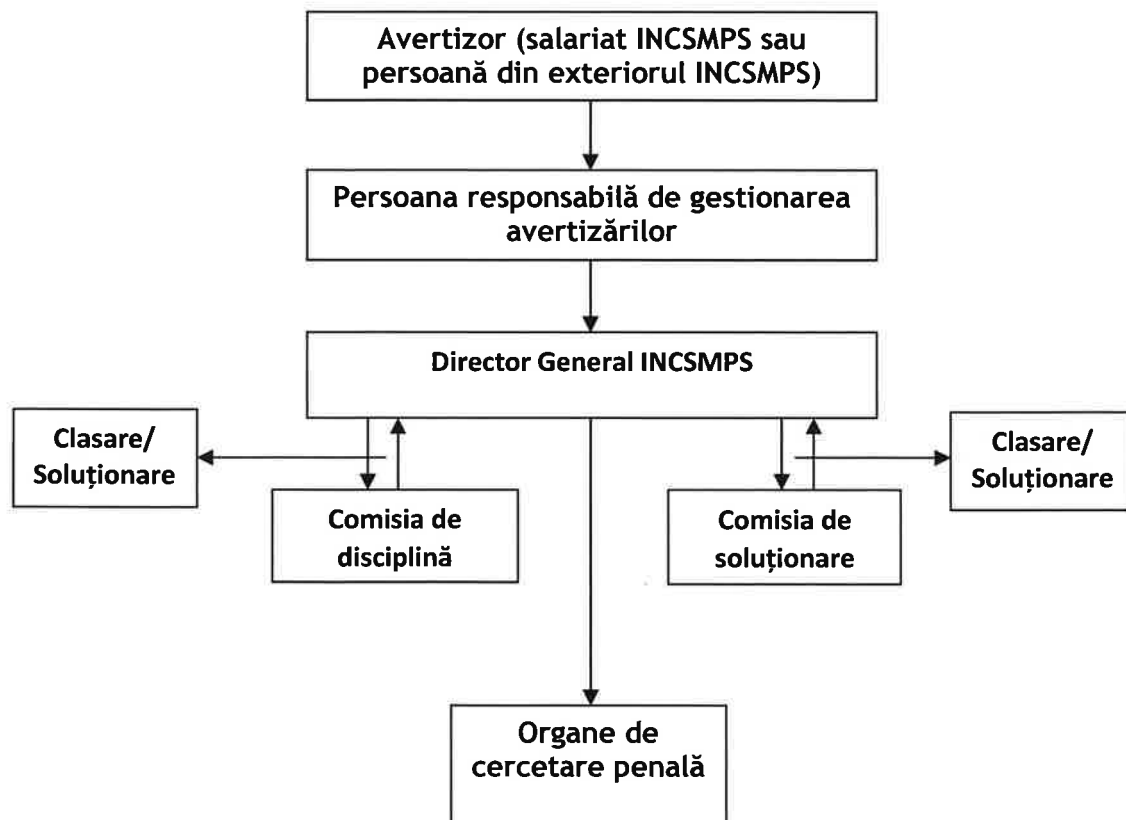 Avertizor (salariat INCSMPS sau
persoană din exteriorul INCSMPS)
Persoana responsabilă de gestionarea
avertizărilor
Director General INCSMPS
Clasare/
Soluționare
Clasare/
Soluționare
Comisia de
disciplină
Comisia de
soluționare
Organe de
cercetare penală